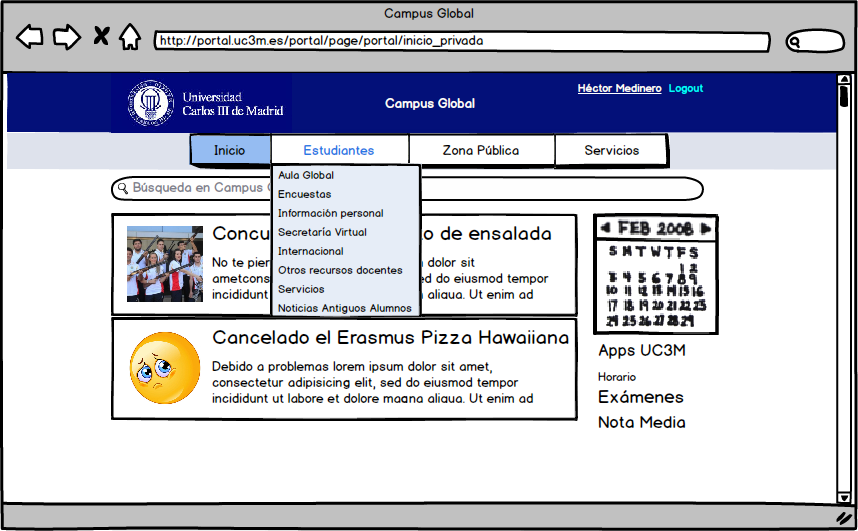 Campus Global
http://portal.uc3m.es/portal/page/portal/inicio_privada
Universidad
Carlos III de Madrid
Campus Global
Héctor Medinero Logout
Inicio
Estudiantes
Zona Pública
Servicios
Búsqueda en Campus
Aula Global
Encuestas
Información personal
Secretaría Virtual
Internacional
Otros recursos docentes
Servicios
Noticias Antiguos Alumnos
Concu o de ensalada
No te pier dolor sit
ametcons ed do eiusmod tempor
incididunt a aliqua. Ut enim ad
Cancelado el Erasmus Pizza Hawaiiana
Debido a problemas lorem ipsum dolor sit amet,
consectetur adipisicing elit, sed do eiusmod tempor
incididunt ut labore et dolore magna aliqua. Ut enim ad
FEB 2008
S M T W T F S
1 2
3 4 5 6 7 8 9
10 11 12 13 14 15 16
17 18 19 20 21 22 23
24 25 26 27 28 29
Apps UC3M
Horario
Exámenes
Nota Media